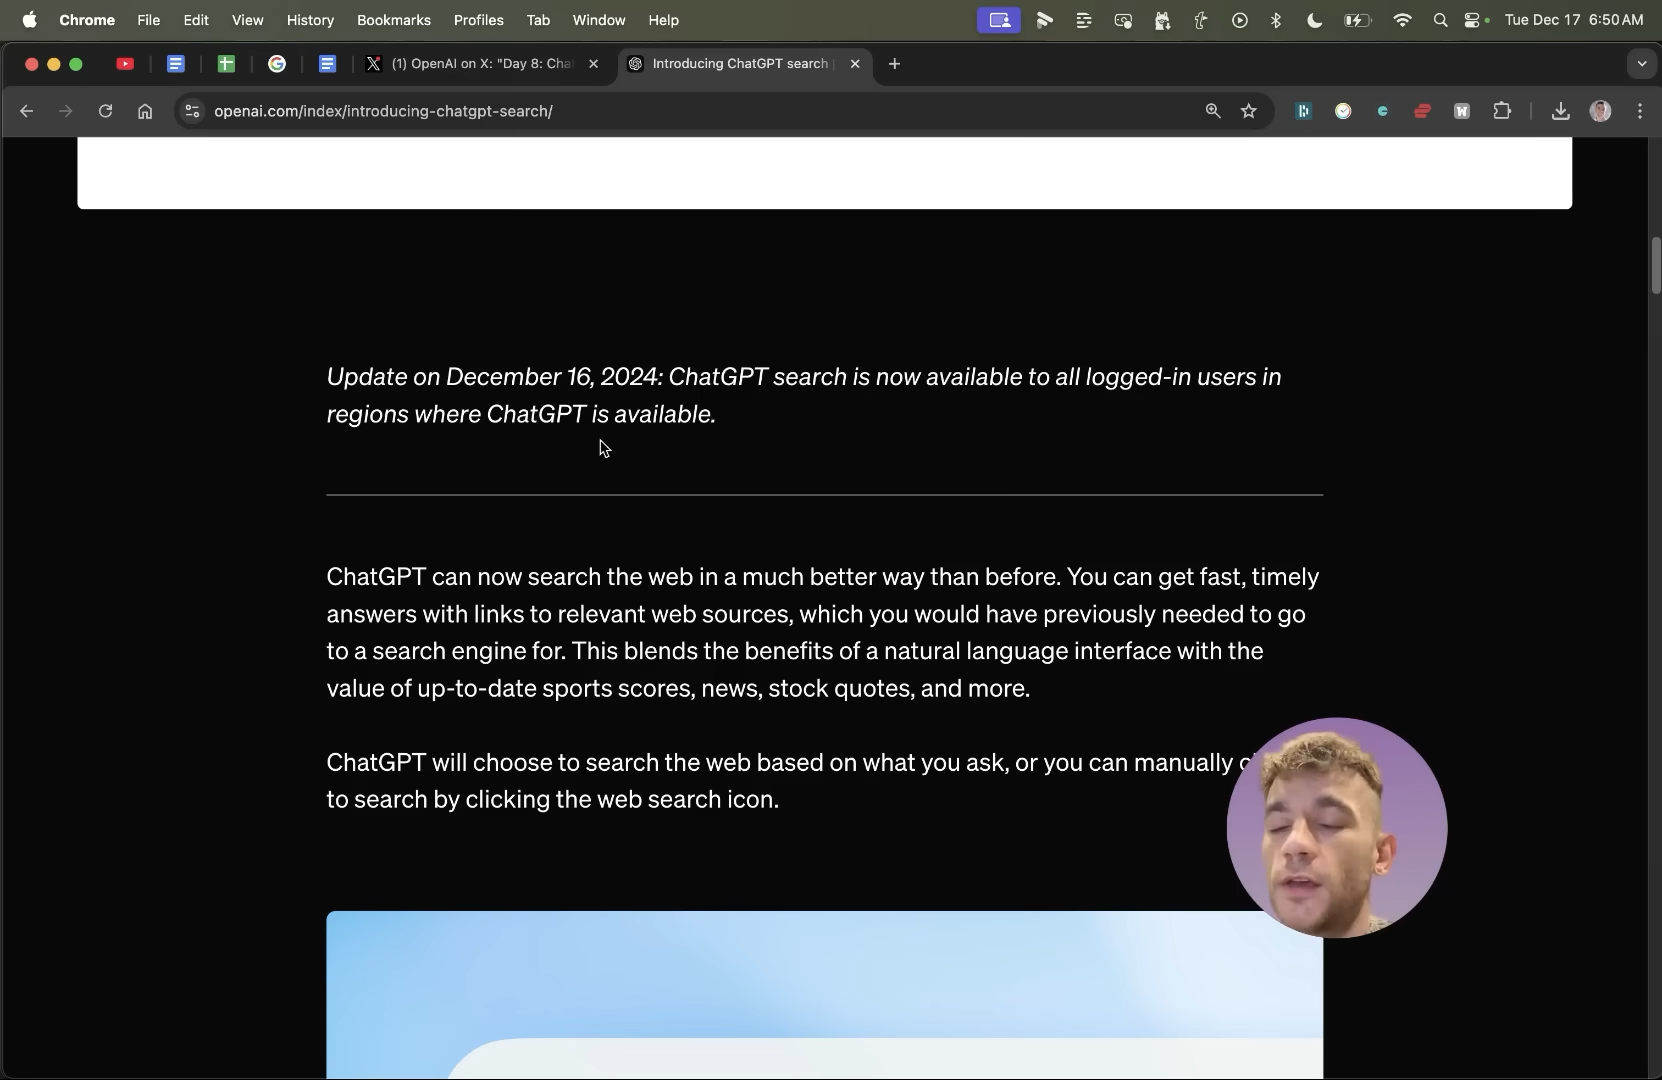 Chrome File Edit View History Bookmarks Profiles Tab Window Help Tue Dec 17 6:50 AM
(1) OpenAI on X: "Day 8: Cha Introducing ChatGPT search
openai.com/index/introducing-chatgpt-search/
Update on December 16, 2024: ChatGPT search is now available to all logged-in users in
regions where ChatGPT is available.
ChatGPT can now search the web in a much better way than before. You can get fast, timely
answers with links to relevant web sources, which you would have previously needed to go
to a search engine for. This blends the benefits of a natural language interface with the
value of up-to-date sports scores, news, stock quotes, and more.
ChatGPT will choose to search the web based on what you ask, or you can manually
to search by clicking the web search icon.